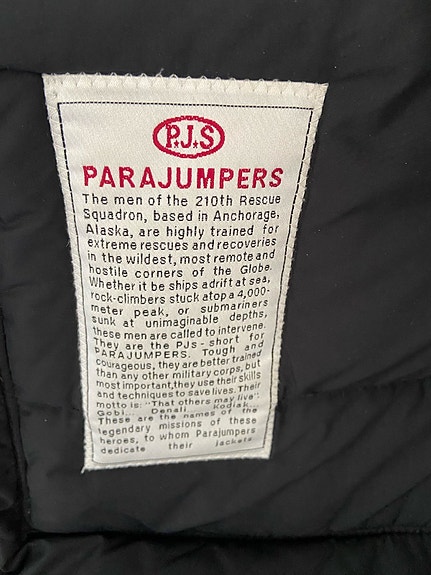 P.J.S
PARAJUMPERS
The men of the 210th Rescue
Squadron, based in Anchorage,
Alaska, are highly trained for
extreme rescues and recoveries
in the wildest, most remote and
hostile corners of the Globe.
Whether it be ships adrift at sea,
rock-climbers stuck atop a 4,000-
meter peak, or submariners
sunk at unimaginable depths,
these men are called to intervene.
They are the PJs - short for
PARAJUMPERS. Tough and
courageous, they are better trained
than any other military corps, but
most important, they use their skills
and techniques to save lives. Their
motto is: "That others may live".
Gobi... Denali... Kodiak...
These are the names of the
legendary missions of these
heroes, to whom Parajumpers
dedicate their jackets